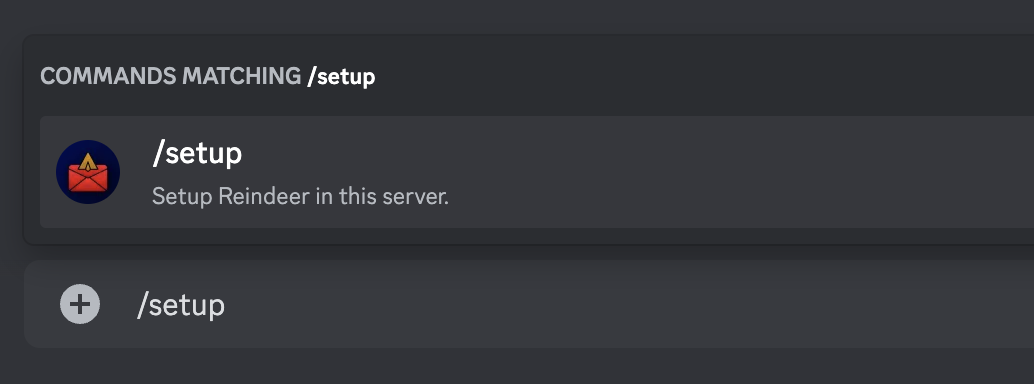 COMMANDS MATCHING /setup
/setup
Setup Reindeer in this server.
/setup